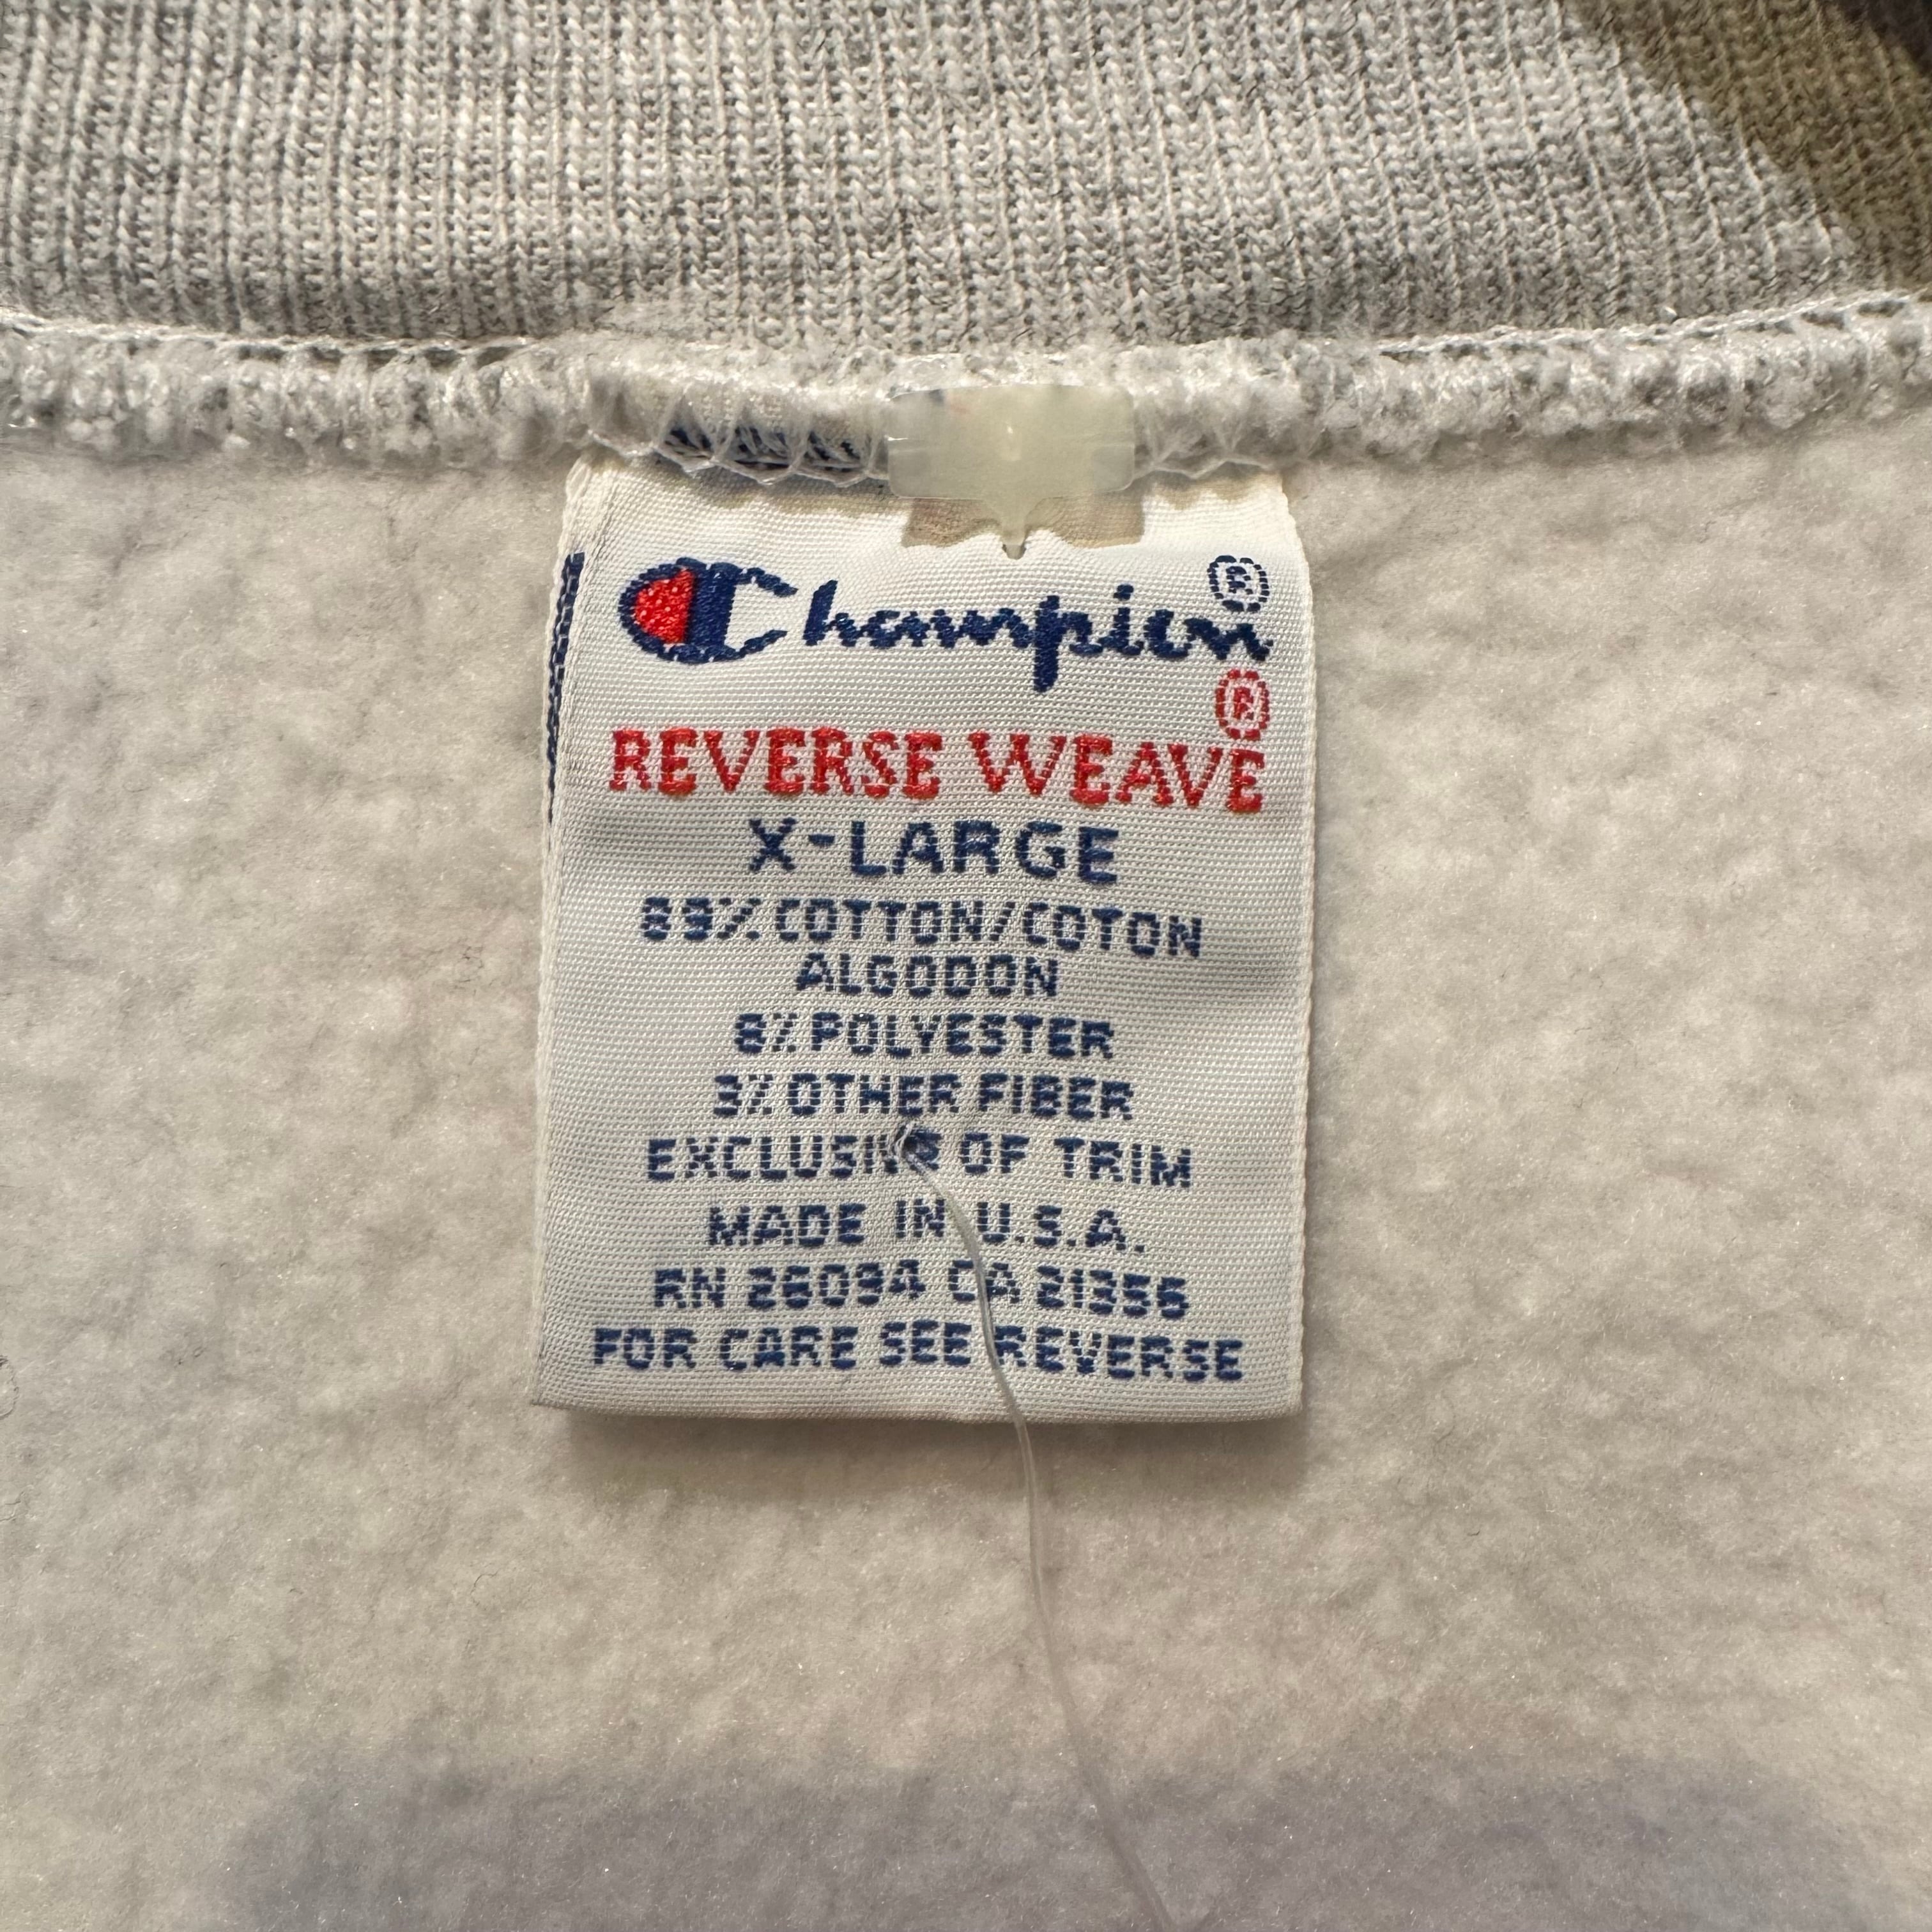 Champion®
REVERSE WEAVE®
X-LARGE
89% COTTON/COTON
ALGODON
8% POLYESTER
3% OTHER FIBER
EXCLUSIVE OF TRIM
MADE IN U.S.A.
RN 26094 CA 21356
FOR CARE SEE REVERSE